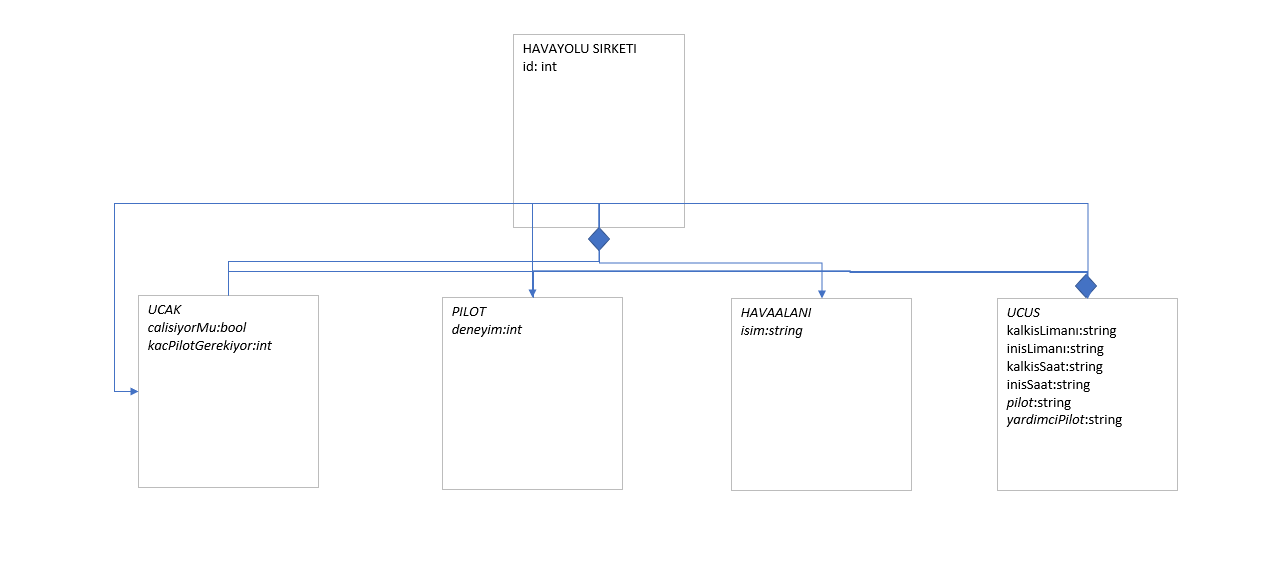 HAVAYOLU SIRKETI
id: int
UCAK
calisiyorMu:bool
kacPilotGerekiyor:int
PILOT
deneyim:int
HAVAALANI
isim:string
UCUS
kalkisLimanı:string
inisLimanı:string
kalkisSaat:string
inisSaat:string
pilot:string
yardimciPilot:string